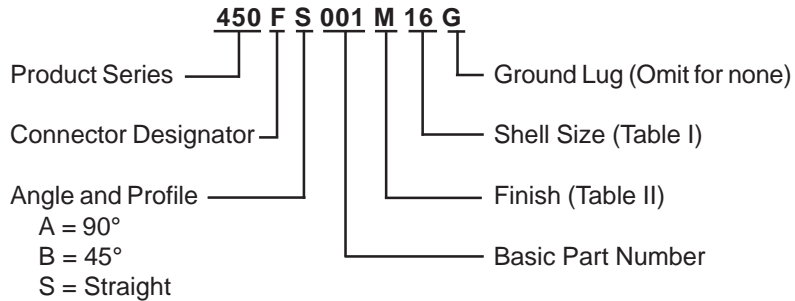 450 F S 001 M 16 G
Product Series
Ground Lug (Omit for none)
Connector Designator
Shell Size (Table I)
Angle and Profile
Finish (Table II)
A = 90°
B = 45°
Basic Part Number
S = Straight